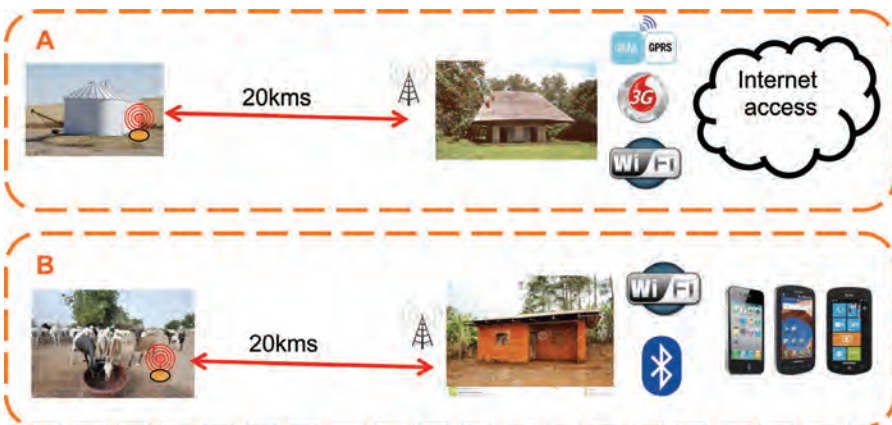 A
20kms
GPRS
3G
Wi Fi
Internet
access
B
20kms
Wi Fi